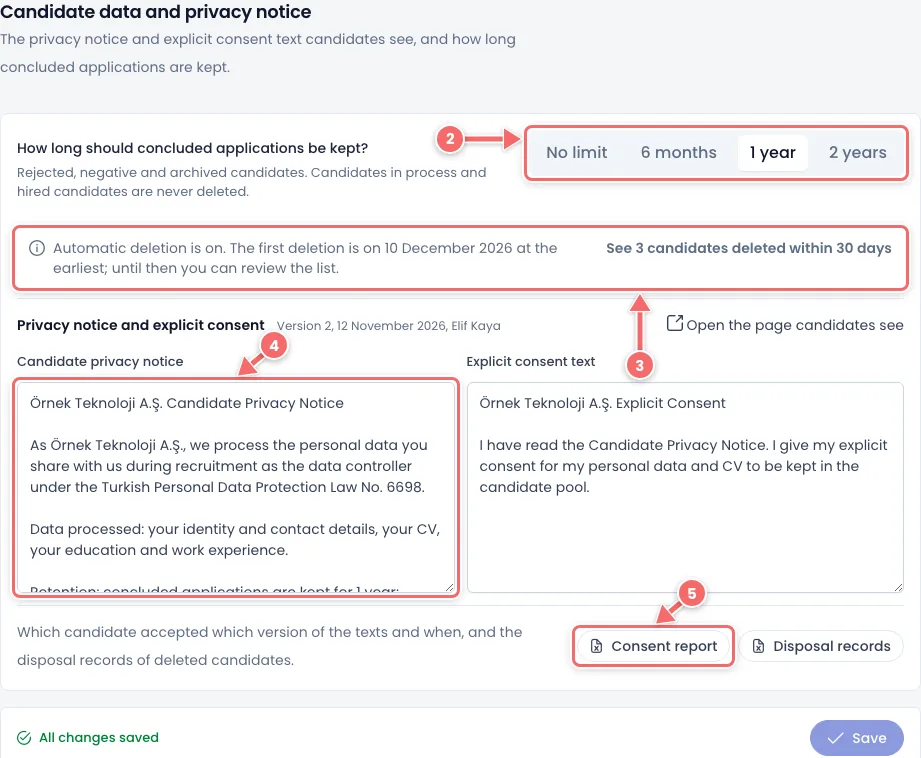 Candidate data and privacy notice
The privacy notice and explicit consent text candidates see, and how long
concluded applications are kept.
How long should concluded applications be kept?
Rejected, negative and archived candidates. Candidates in process and
hired candidates are never deleted.
2
No limit
6 months
1 year
2 years
Automatic deletion is on. The first deletion is on 10 December 2026 at the
earliest; until then you can review the list.
See 3 candidates deleted within 30 days
3
Privacy notice and explicit consent
Version 2, 12 November 2026, Elif Kaya
Open the page candidates see
4
Candidate privacy notice
Örnek Teknoloji A.Ş. Candidate Privacy Notice
As Örnek Teknoloji A.Ş., we process the personal data you
share with us during recruitment as the data controller
under the Turkish Personal Data Protection Law No. 6698.
Data processed: your identity and contact details, your CV,
your education and work experience.
Retention: concluded applications are kept for 1 year;
Explicit consent text
Örnek Teknoloji A.Ş. Explicit Consent
I have read the Candidate Privacy Notice. I give my explicit
consent for my personal data and CV to be kept in the
candidate pool.
Which candidate accepted which version of the texts and when, and the
disposal records of deleted candidates.
5
Consent report
Disposal records
All changes saved
Save